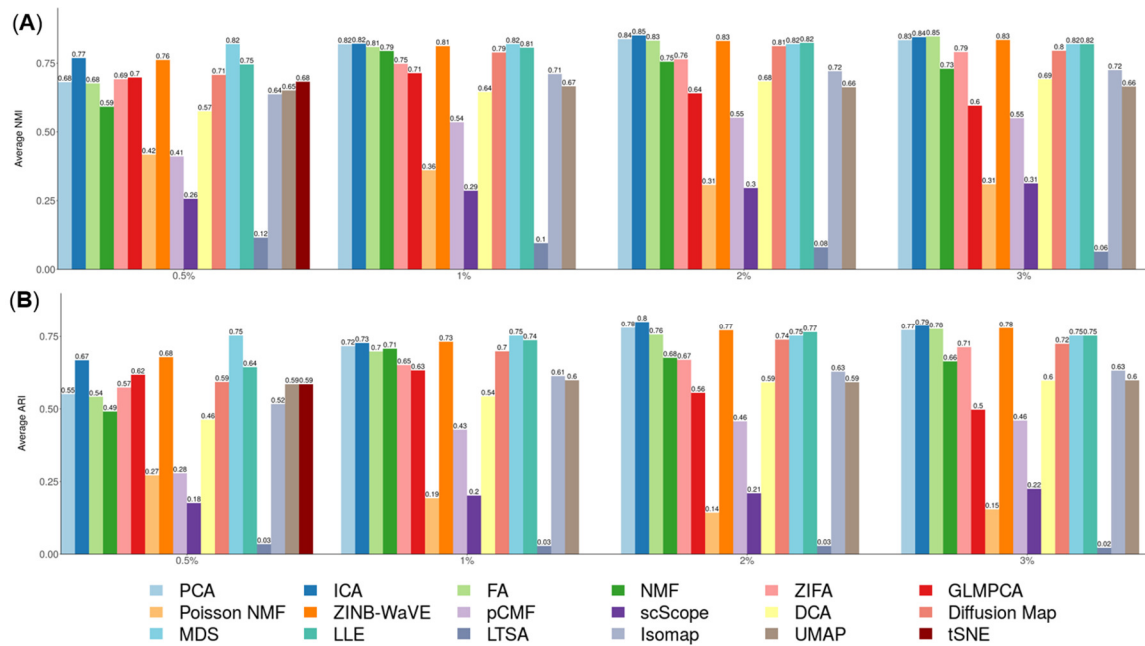 (A)
Average NMI
0.75
0.50
0.25
0.00
0.68 0.77 0.68 0.59 0.69 0.7 0.42 0.76 0.41 0.26 0.57 0.71 0.82 0.75 0.12 0.64 0.65 0.68
0.82 0.82 0.81 0.79 0.75 0.71 0.36 0.81 0.54 0.29 0.64 0.79 0.82 0.81 0.1 0.71 0.67
0.84 0.85 0.83 0.75 0.76 0.64 0.31 0.83 0.55 0.3 0.68 0.81 0.82 0.82 0.08 0.72 0.66
0.83 0.84 0.85 0.73 0.79 0.6 0.31 0.83 0.55 0.31 0.69 0.8 0.82 0.82 0.06 0.72 0.66
0.5% 1% 2% 3%
(B)
Average ARI
0.75
0.50
0.25
0.00
0.55 0.67 0.54 0.49 0.57 0.62 0.27 0.68 0.28 0.18 0.46 0.59 0.75 0.64 0.03 0.52 0.59 0.59
0.72 0.73 0.7 0.71 0.65 0.63 0.19 0.73 0.43 0.2 0.54 0.7 0.75 0.74 0.03 0.61 0.6
0.8 0.76 0.68 0.67 0.56 0.14 0.77 0.46 0.21 0.59 0.74 0.75 0.77 0.03 0.63 0.59
0.77 0.79 0.66 0.71 0.5 0.15 0.78 0.46 0.22 0.6 0.72 0.75 0.75 0.02 0.63 0.6
0.5% 1% 2% 3%
PCA ICA FA NMF ZIFA GLMPCA
Poisson NMF ZINB-WaVE pCMF scScope DCA Diffusion Map
MDS LLE LTSA Isomap UMAP tSNE